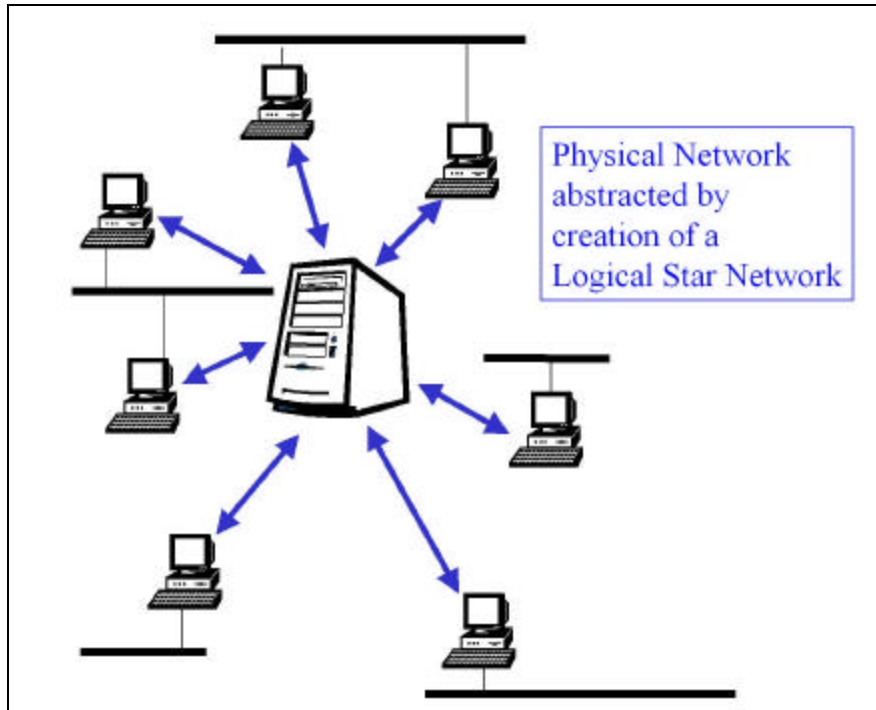 Physical Network
abstracted by
creation of a
Logical Star Network